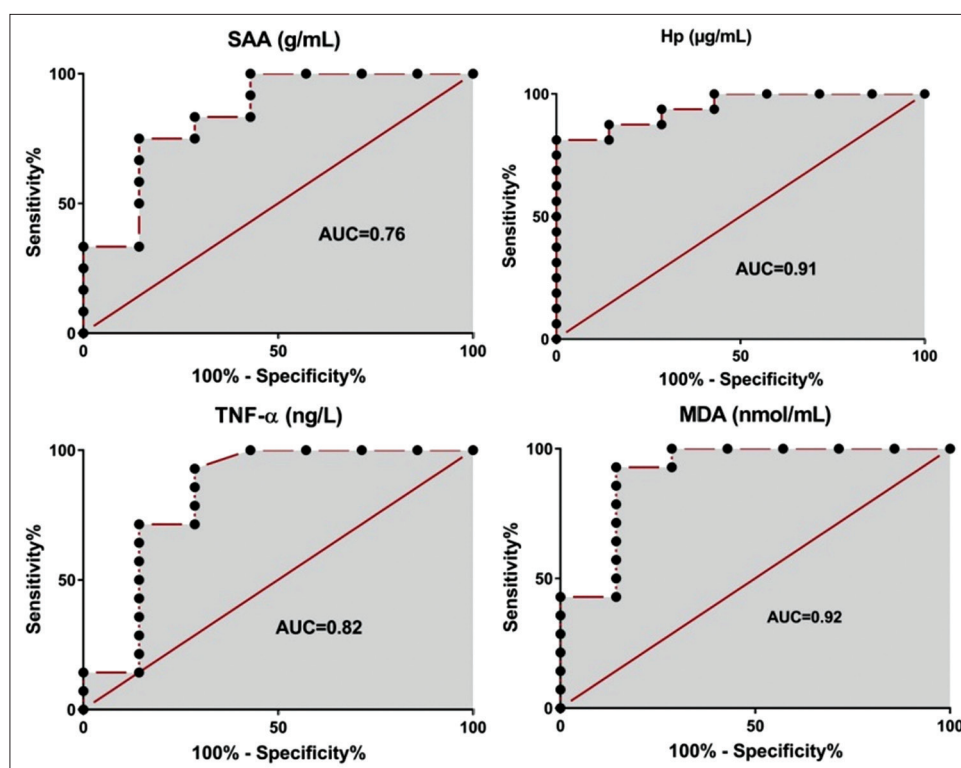 SAA (g/mL)
100
50
0
Sensitivity%
AUC=0.76
0 50 100
100% - Specificity%
Hp (µg/mL)
100
50
0
Sensitivity%
AUC=0.91
0 50 100
100% - Specificity%
TNF-α (ng/L)
100
50
0
Sensitivity%
AUC=0.82
0 50 100
100% - Specificity%
MDA (nmol/mL)
100
50
0
Sensitivity%
AUC=0.92
0 50 100
100% - Specificity%